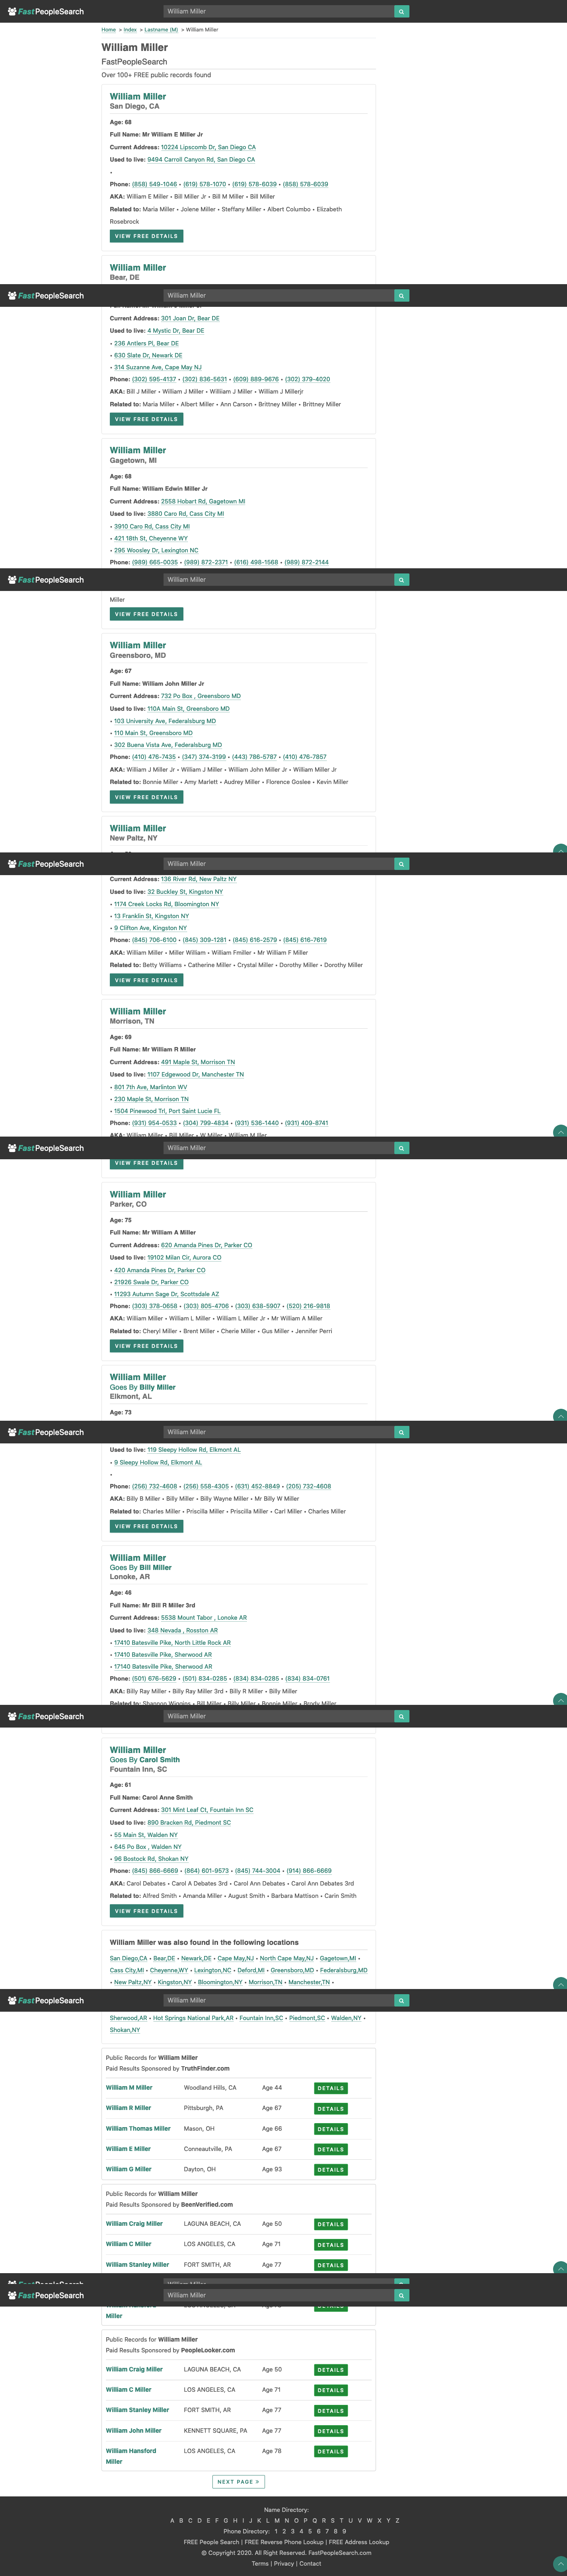 FastPeopleSearch
William Miller
Home > Index > Lastname (M) > William Miller
William Miller
FastPeopleSearch
Over 100+ FREE public records found
William Miller
San Diego, CA
Age: 68
Full Name: Mr William E Miller Jr
Current Address: 10224 Lipscomb Dr, San Diego CA
Used to live: 9494 Carroll Canyon Rd, San Diego CA
•
Phone: (858) 549-1046 • (619) 578-1070 • (619) 578-6039 • (858) 578-6039
AKA: William E Miller • Bill Miller Jr • Bill M Miller • Bill Miller
Related to: Maria Miller • Jolene Miller • Steffany Miller • Albert Columbo • Elizabeth
Rosebrock
VIEW FREE DETAILS
William Miller
Bear, DE
FastPeopleSearch
William Miller
Current Address: 301 Joan Dr, Bear DE
Used to live: 4 Mystic Dr, Bear DE
• 236 Antlers Pl, Bear DE
• 630 Slate Dr, Newark DE
• 314 Suzanne Ave, Cape May NJ
Phone: (302) 595-4137 • (302) 836-5631 • (609) 889-9676 • (302) 379-4020
AKA: Bill J Miller • William J Miller • Williiam J Miller • William J Millerjr
Related to: Maria Miller • Albert Miller • Ann Carson • Brittney Miller • Brittney Miller
VIEW FREE DETAILS
William Miller
Gagetown, MI
Age: 68
Full Name: William Edwin Miller Jr
Current Address: 2558 Hobart Rd, Gagetown MI
Used to live: 3880 Caro Rd, Cass City MI
• 3910 Caro Rd, Cass City MI
• 421 18th St, Cheyenne WY
• 295 Woosley Dr, Lexington NC
Phone: (989) 665-0035 • (989) 872-2371 • (616) 498-1568 • (989) 872-2144
FastPeopleSearch
William Miller
Miller
VIEW FREE DETAILS
William Miller
Greensboro, MD
Age: 67
Full Name: William John Miller Jr
Current Address: 732 Po Box , Greensboro MD
Used to live: 110A Main St, Greensboro MD
• 103 University Ave, Federalsburg MD
• 110 Main St, Greensboro MD
• 302 Buena Vista Ave, Federalsburg MD
Phone: (410) 476-7435 • (347) 374-3199 • (443) 786-5787 • (410) 476-7857
AKA: William J Miller Jr • William J Miller • William John Miller Jr • William Miller Jr
Related to: Bonnie Miller • Amy Marlett • Audrey Miller • Florence Goslee • Kevin Miller
VIEW FREE DETAILS
William Miller
New Paltz, NY
FastPeopleSearch
William Miller
Current Address: 136 River Rd, New Paltz NY
Used to live: 32 Buckley St, Kingston NY
• 1174 Creek Locks Rd, Bloomington NY
• 13 Franklin St, Kingston NY
• 9 Clifton Ave, Kingston NY
Phone: (845) 706-6100 • (845) 309-1281 • (845) 616-2579 • (645) 616-7619
AKA: William Miller • Miller William • William Fmiller • Mr William F Miller
Related to: Betty Williams • Catherine Miller • Crystal Miller • Dorothy Miller • Dorothy Miller
VIEW FREE DETAILS
William Miller
Morrison, TN
Age: 69
Full Name: Mr William R Miller
Current Address: 491 Maple St, Morrison TN
Used to live: 1107 Edgewood Dr, Manchester TN
• 801 7th Ave, Marlinton WV
• 230 Maple St, Morrison TN
• 1504 Pinewood Trl, Port Saint Lucie FL
Phone: (931) 954-0533 • (304) 799-4834 • (931) 536-1440 • (931) 409-8741
AKA: William Miller • Bill Miller • W Miller • William M Iller
FastPeopleSearch
William Miller
VIEW FREE DETAILS
William Miller
Parker, CO
Age: 75
Full Name: Mr William A Miller
Current Address: 620 Amanda Pines Dr, Parker CO
Used to live: 19102 Milan Cir, Aurora CO
• 420 Amanda Pines Dr, Parker CO
• 21926 Swale Dr, Parker CO
• 11293 Autumn Sage Dr, Scottsdale AZ
Phone: (303) 378-0658 • (303) 805-4706 • (303) 638-5907 • (520) 216-9818
AKA: William Miller • William L Miller • William L Miller Jr • Mr William A Miller
Related to: Cheryl Miller • Brent Miller • Cherie Miller • Gus Miller • Jennifer Perri
VIEW FREE DETAILS
William Miller
Goes By Billy Miller
Elkmont, AL
Age: 73
FastPeopleSearch
William Miller
Used to live: 119 Sleepy Hollow Rd, Elkmont AL
• 9 Sleepy Hollow Rd, Elkmont AL
•
Phone: (256) 732-4608 • (256) 558-4305 • (631) 452-8849 • (205) 732-4608
AKA: Billy B Miller • Billy Miller • Billy Wayne Miller • Mr Billy W Miller
Related to: Charles Miller • Priscilla Miller • Priscilla Miller • Carl Miller • Charles Miller
VIEW FREE DETAILS
William Miller
Goes By Bill Miller
Lonoke, AR
Age: 46
Full Name: Mr Bill R Miller 3rd
Current Address: 5538 Mount Tabor , Lonoke AR
Used to live: 348 Nevada , Rosston AR
• 17410 Batesville Pike, North Little Rock AR
• 17410 Batesville Pike, Sherwood AR
• 17140 Batesville Pike, Sherwood AR
Phone: (501) 676-5629 • (501) 834-0285 • (834) 834-0285 • (834) 834-0761
AKA: Billy Ray Miller • Billy Ray Miller 3rd • Billy R Miller • Billy Miller
Related to: Shannon Wiggins • Bill Miller • Billy Miller • Bonnie Miller • Brody Miller
FastPeopleSearch
William Miller
William Miller
Goes By Carol Smith
Fountain Inn, SC
Age: 61
Full Name: Carol Anne Smith
Current Address: 301 Mint Leaf Ct, Fountain Inn SC
Used to live: 890 Bracken Rd, Piedmont SC
• 55 Main St, Walden NY
• 645 Po Box , Walden NY
• 96 Bostock Rd, Shokan NY
Phone: (845) 866-6669 • (864) 601-9573 • (845) 744-3004 • (914) 866-6669
AKA: Carol Debates • Carol A Debates 3rd • Carol Ann Debates • Carol Ann Debates 3rd
Related to: Alfred Smith • Amanda Miller • August Smith • Barbara Mattison • Carin Smith
VIEW FREE DETAILS
William Miller was also found in the following locations
San Diego,CA • Bear,DE • Newark,DE • Cape May,NJ • North Cape May,NJ • Gagetown,MI •
Cass City,MI • Cheyenne,WY • Lexington,NC • Deford,MI • Greensboro,MD • Federalsburg,MD
• New Paltz,NY • Kingston,NY • Bloomington,NY • Morrison,TN • Manchester,TN •
FastPeopleSearch
William Miller
Sherwood,AR • Hot Springs National Park,AR • Fountain Inn,SC • Piedmont,SC • Walden,NY •
Shokan,NY
Public Records for William Miller
Paid Results Sponsored by TruthFinder.com
William M Miller Woodland Hills, CA Age 44 DETAILS
William R Miller Pittsburgh, PA Age 67 DETAILS
William Thomas Miller Mason, OH Age 66 DETAILS
William E Miller Conneautville, PA Age 67 DETAILS
William G Miller Dayton, OH Age 93 DETAILS
Public Records for William Miller
Paid Results Sponsored by BeenVerified.com
William Craig Miller LAGUNA BEACH, CA Age 50 DETAILS
William C Miller LOS ANGELES, CA Age 71 DETAILS
William Stanley Miller FORT SMITH, AR Age 77 DETAILS
FastPeopleSearch
William Miller
Miller
Public Records for William Miller
Paid Results Sponsored by PeopleLooker.com
William Craig Miller LAGUNA BEACH, CA Age 50 DETAILS
William C Miller LOS ANGELES, CA Age 71 DETAILS
William Stanley Miller FORT SMITH, AR Age 77 DETAILS
William John Miller KENNETT SQUARE, PA Age 77 DETAILS
William Hansford LOS ANGELES, CA Age 78 DETAILS
Miller
NEXT PAGE >
Name Directory:
A B C D E F G H I J K L M N O P Q R S T U V W X Y Z
Phone Directory: 1 2 3 4 5 6 7 8 9
FREE People Search | FREE Reverse Phone Lookup | FREE Address Lookup
© Copyright 2020. All Rights Reserved. FastPeopleSearch.com
Terms | Privacy | Contact